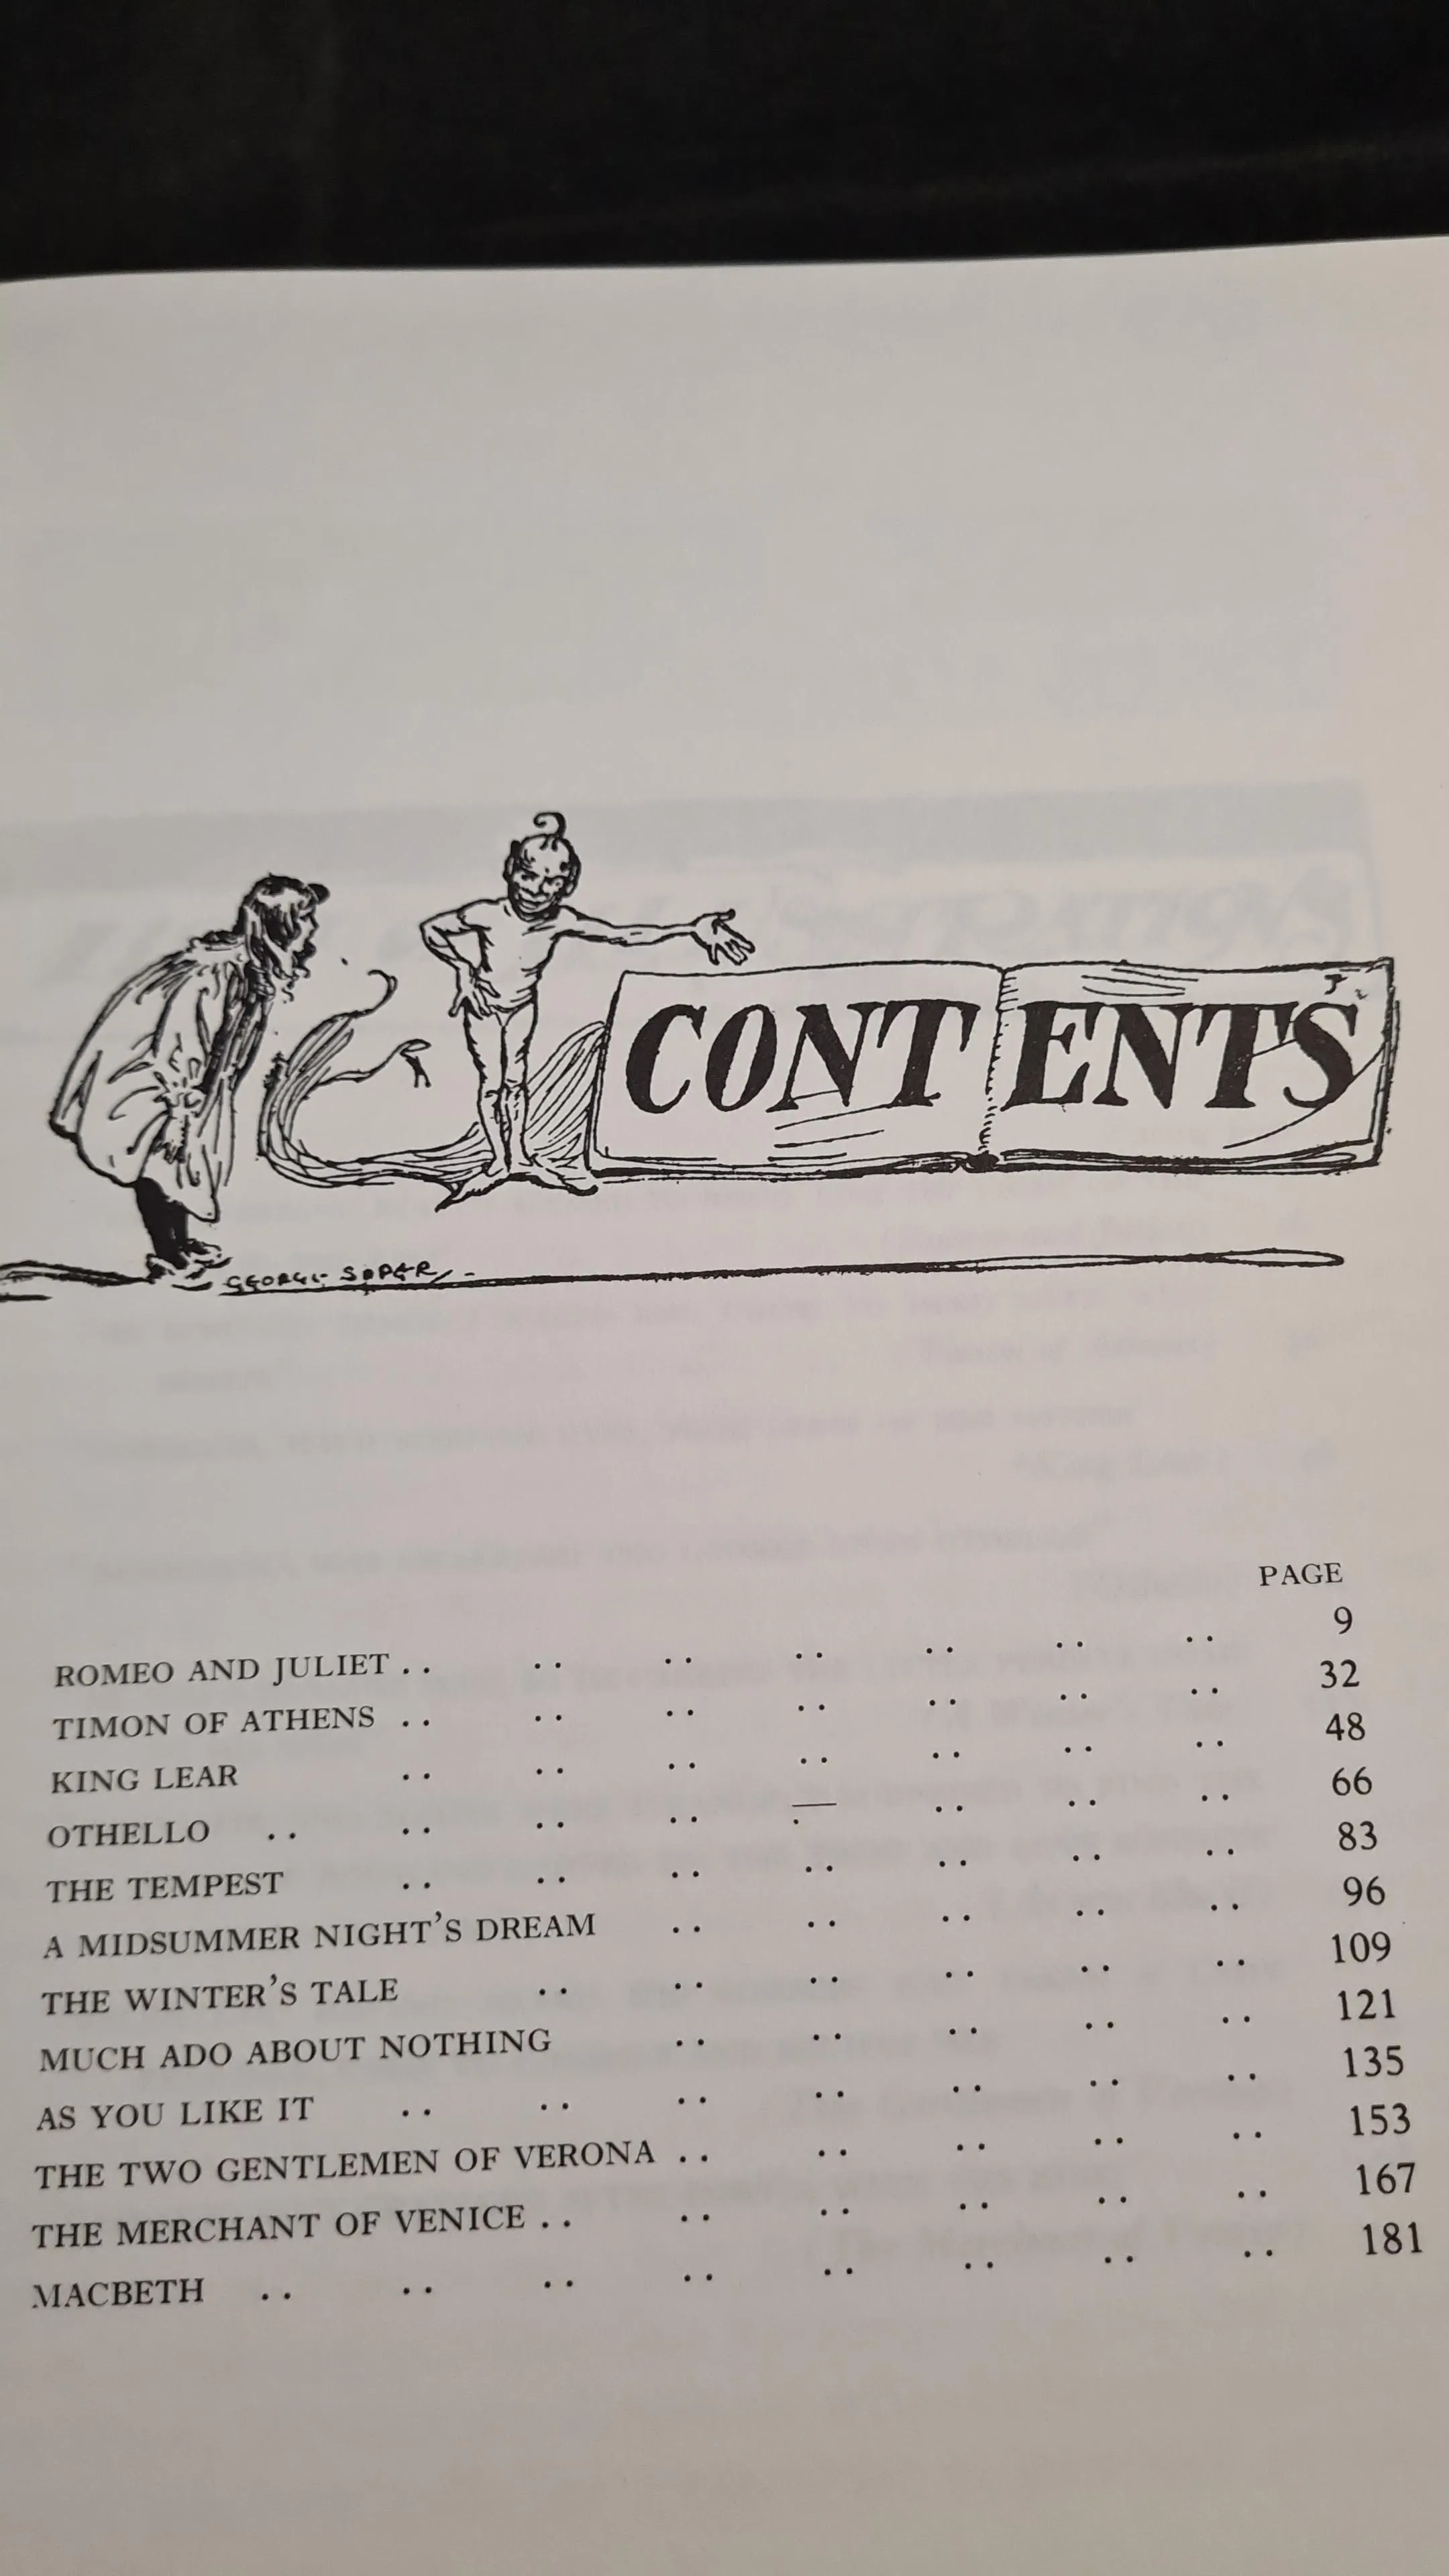 CONTENTS
GEORGE SOPER
PAGE
ROMEO AND JULIET .. .. .. .. .. .. .. 9
TIMON OF ATHENS .. .. .. .. .. .. .. 32
KING LEAR .. .. .. .. .. .. .. 48
OTHELLO .. .. .. .. . — .. .. .. 66
THE TEMPEST .. .. .. .. .. .. .. 83
A MIDSUMMER NIGHT'S DREAM .. .. .. .. .. 96
THE WINTER'S TALE .. .. .. .. .. .. 109
MUCH ADO ABOUT NOTHING .. .. .. .. .. 121
AS YOU LIKE IT .. .. .. .. .. .. .. 135
THE TWO GENTLEMEN OF VERONA .. .. .. .. .. 153
THE MERCHANT OF VENICE .. .. .. .. .. .. 167
MACBETH .. .. .. .. .. .. .. .. 181